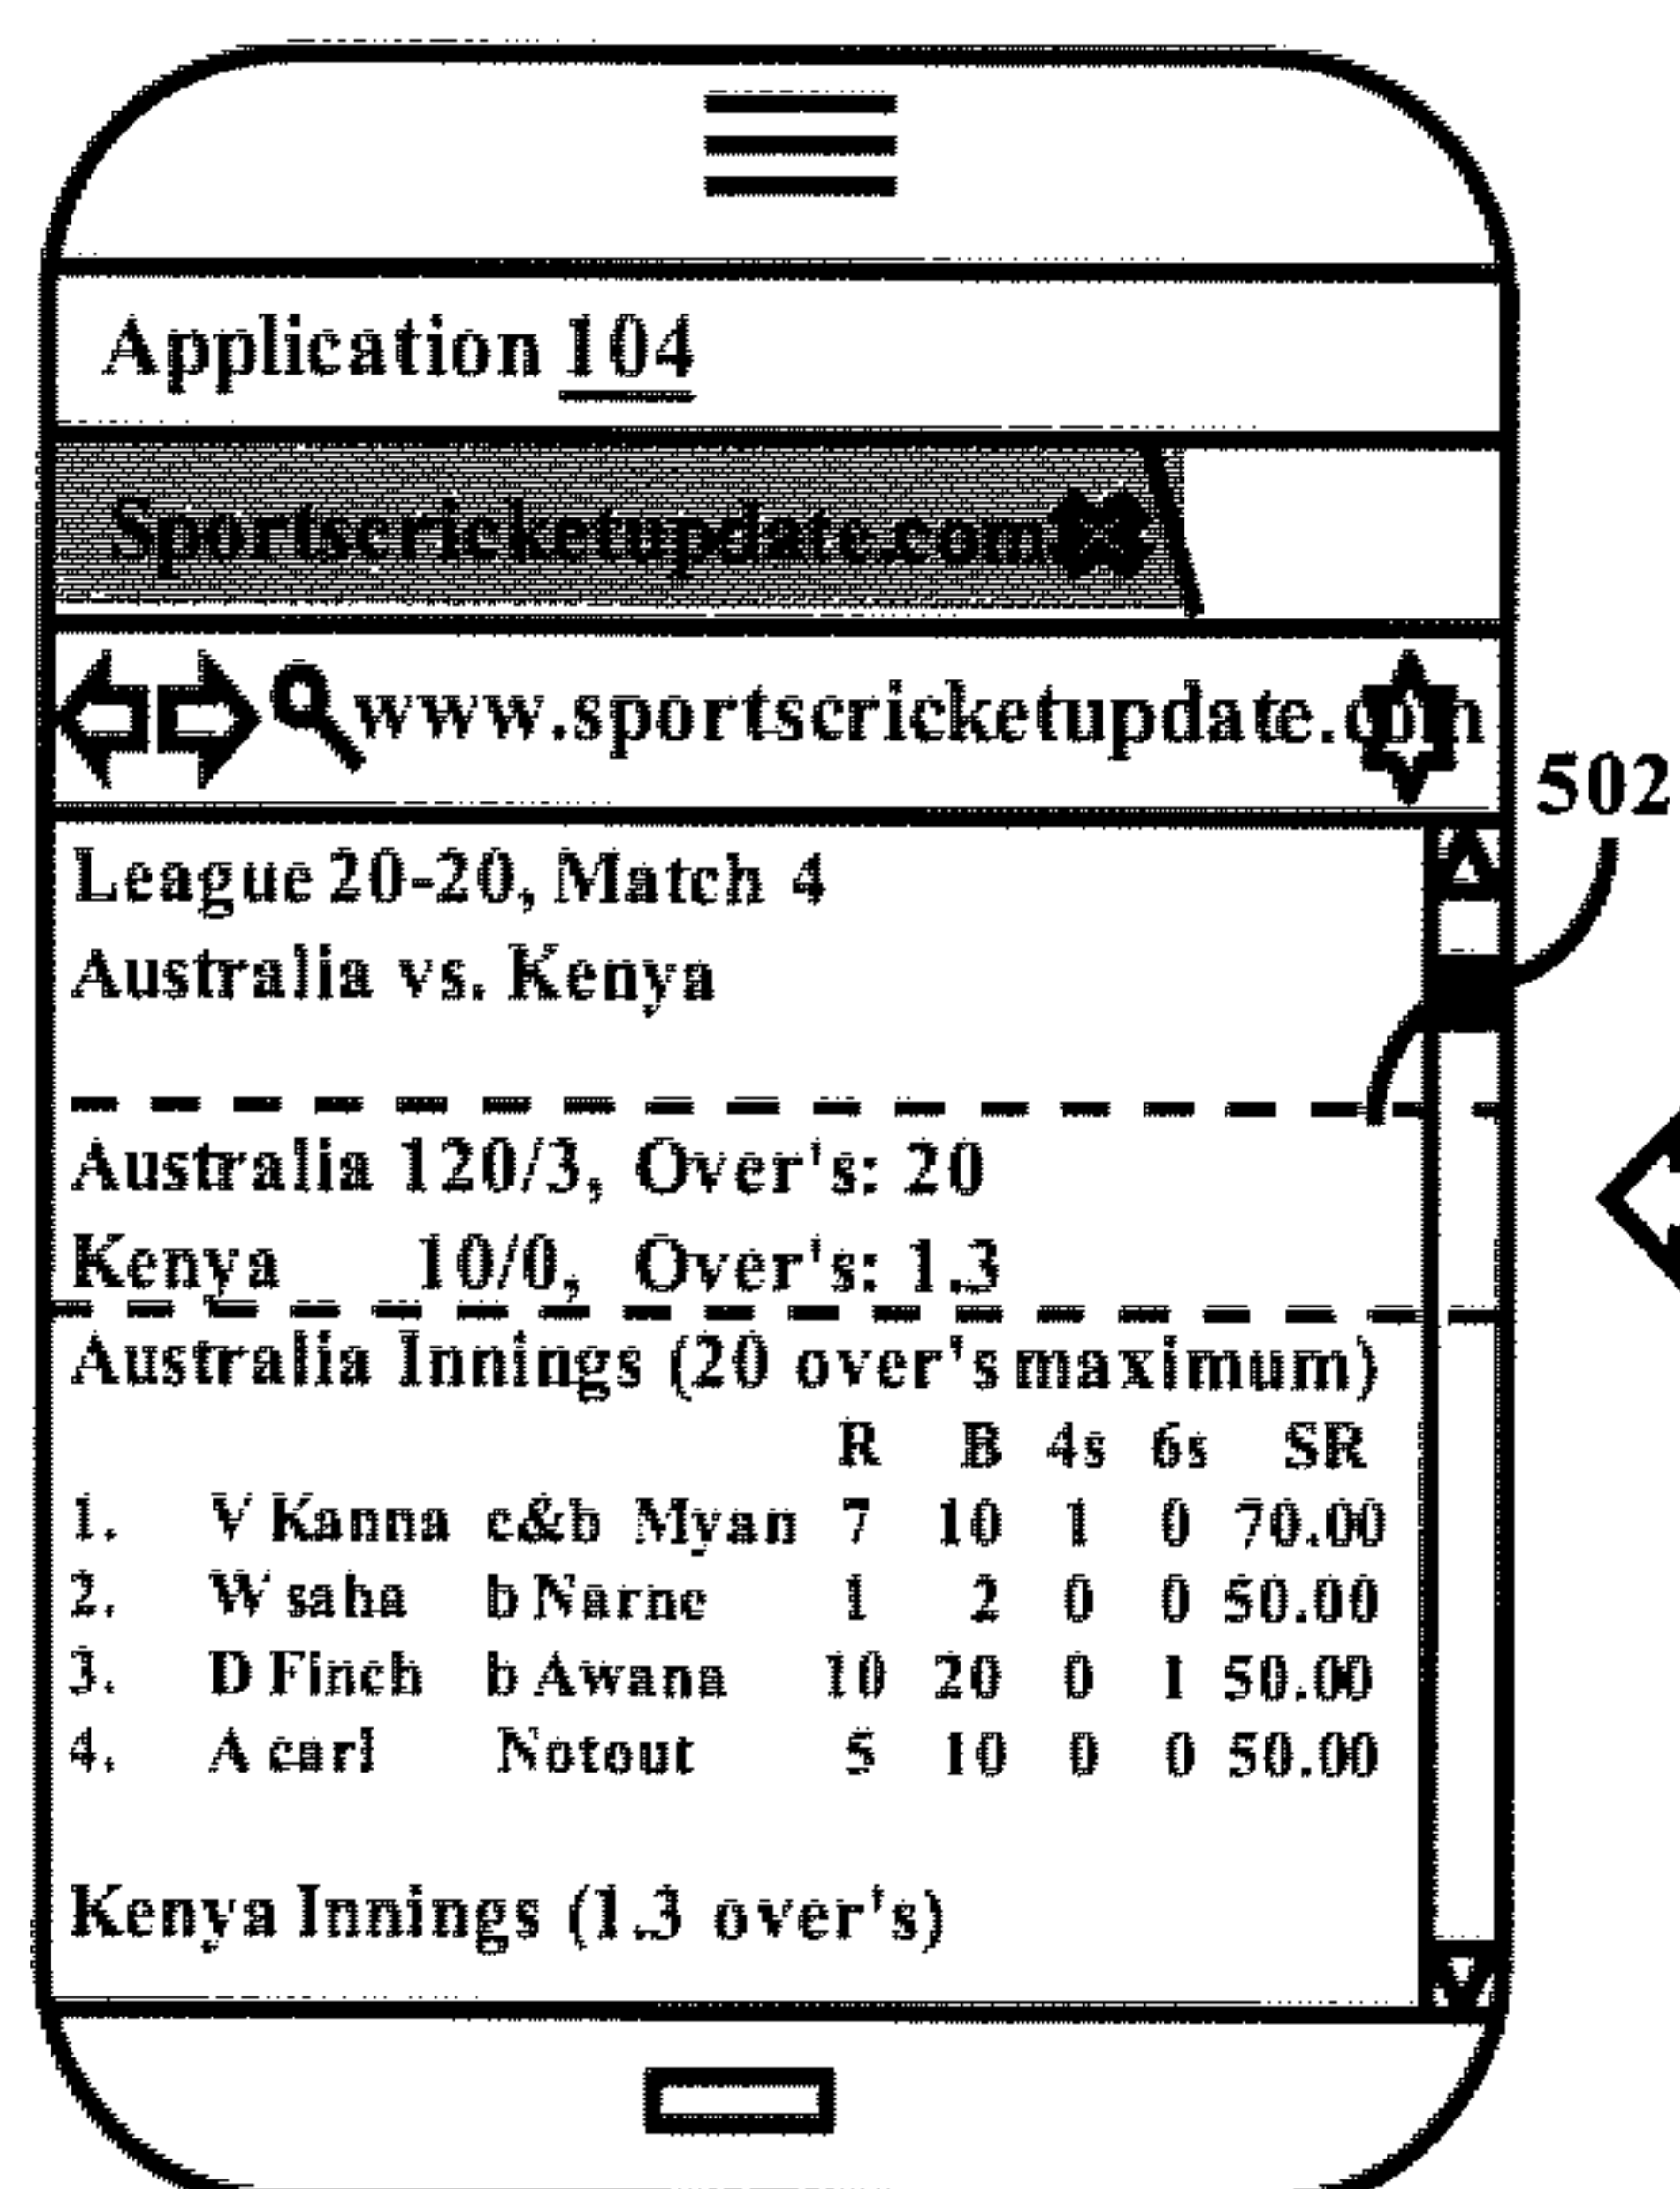 Application 104
Sportscricketupdate.com
www.sportscricketupdate.com
502
League 20-20, Match 4
Australia vs. Kenya
Australia 120/3, Over's: 20
Kenya 10/0, Over's: 1.3
Australia Innings (20 over's maximum)
R B 4s 6s SR
1. V Kanna c&b Myan 7 10 1 0 70.00
2. W saha b Narne 1 2 0 0 50.00
3. D Finch b Awana 10 20 0 1 50.00
4. A carl Notout 5 10 0 0 50.00
Kenya Innings (1.3 over's)